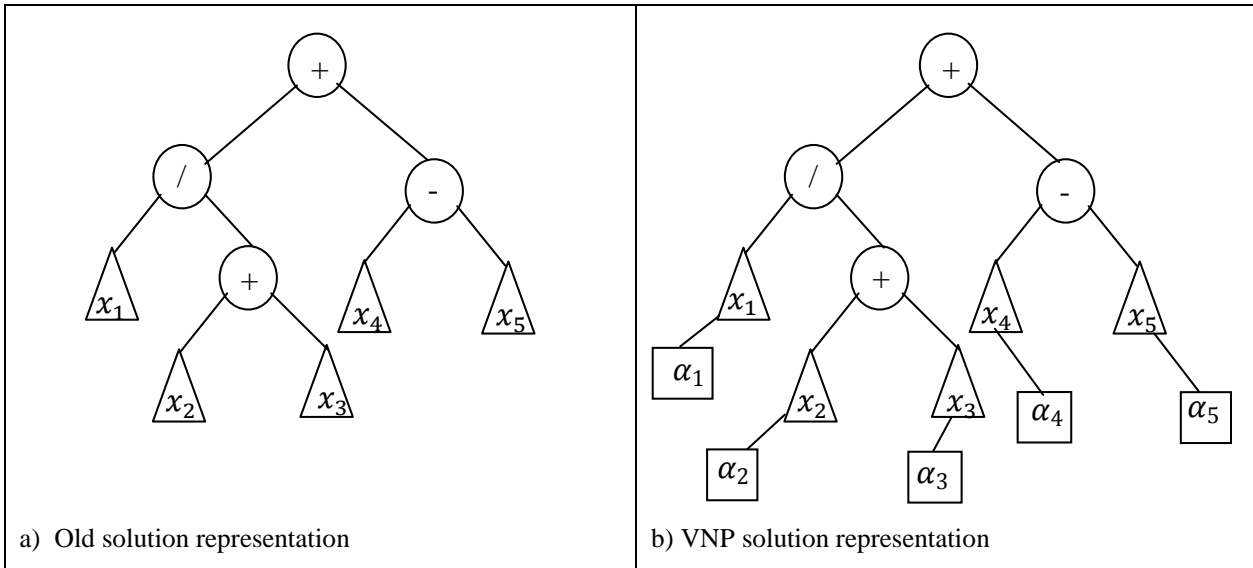 +
/
-
x₁
+
x₄
x₅
x₂
x₃
a) Old solution representation
+
/
-
x₁
+
x₄
x₅
α₁
x₂
x₃
α₄
α₅
α₂
α₃
b) VNP solution representation